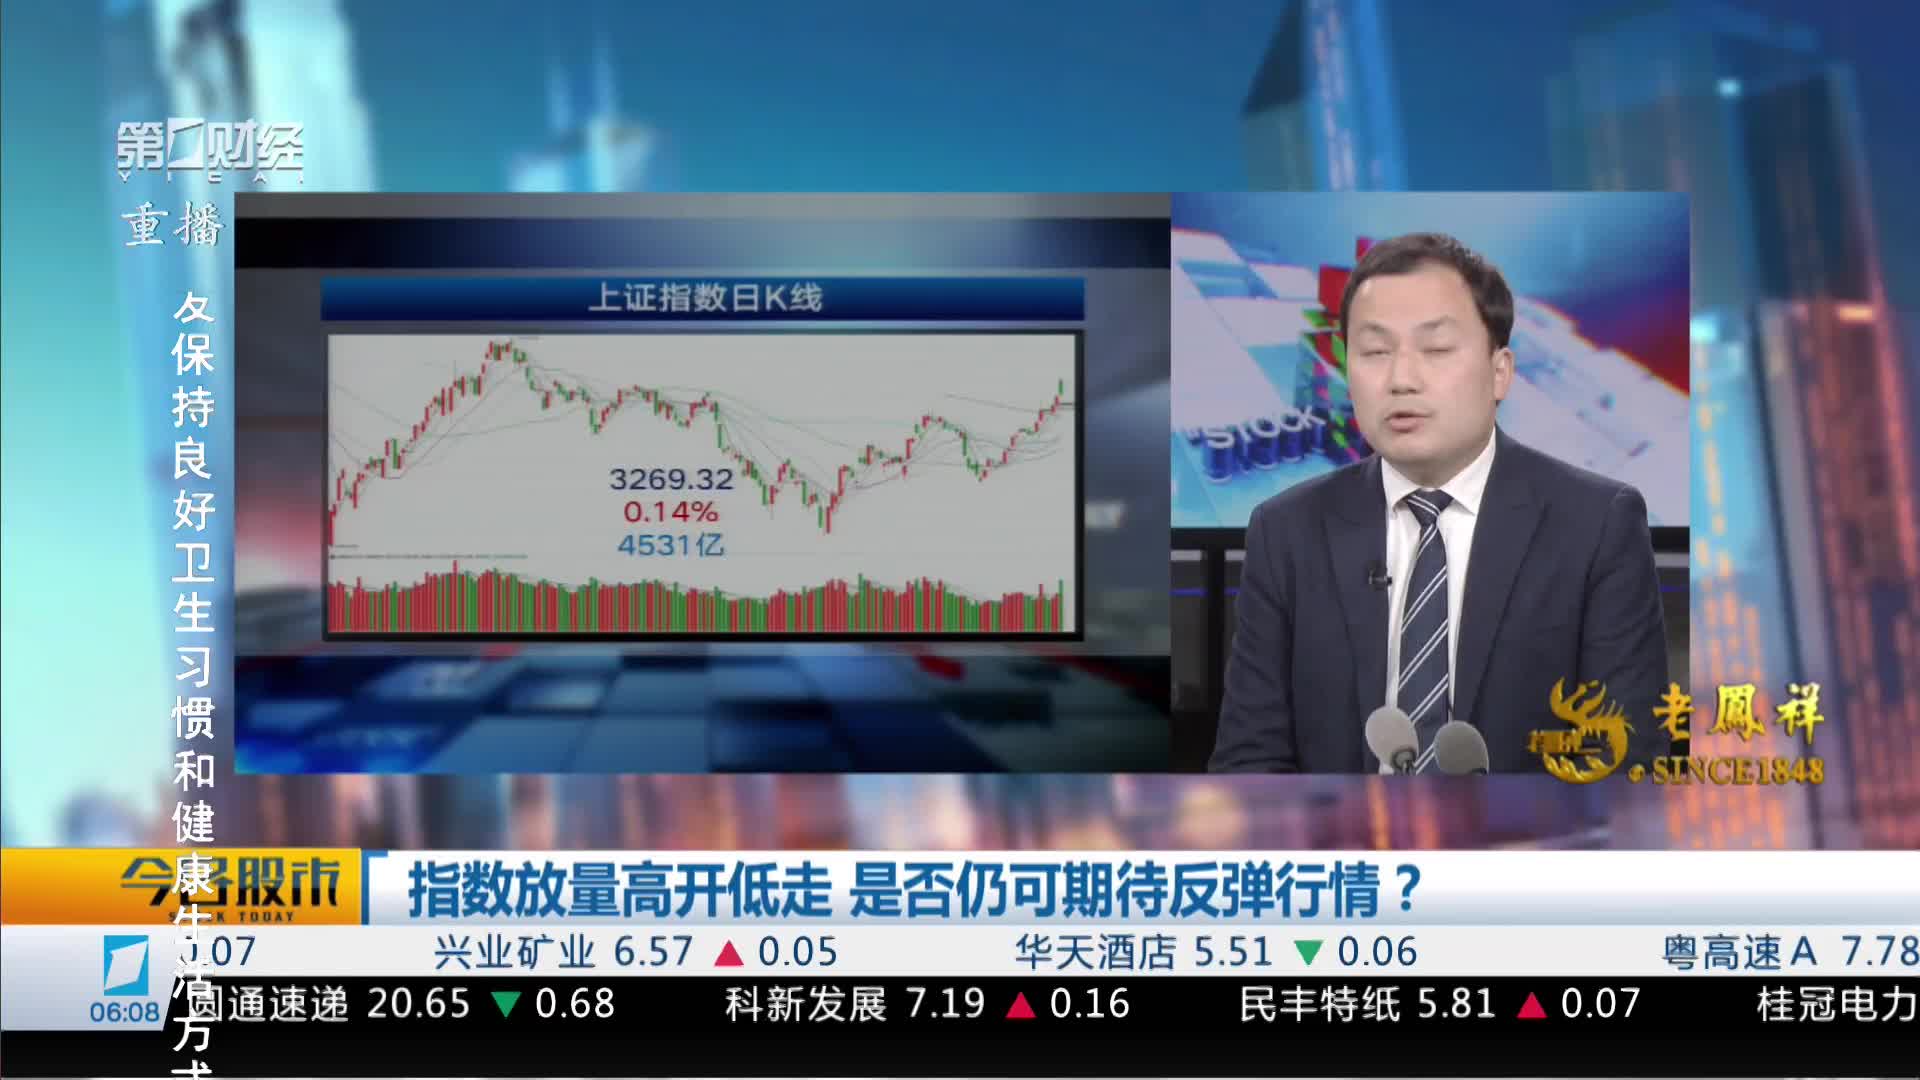 第1财经
YICAI
重播
友保持良好卫生习惯和健康生活方式
上证指数日K线
3269.32
0.14%
4531亿
STOCK
老鳳祥
SINCE1848
今日股市
STOCK TODAY
指数放量高开低走 是否仍可期待反弹行情？
0.07 兴业矿业 6.57 ▲ 0.05 华天酒店 5.51 ▼ 0.06 粤高速A 7.78
06:08
圆通速递 20.65 ▼ 0.68 科新发展 7.19 ▲ 0.16 民丰特纸 5.81 ▲ 0.07 桂冠电力